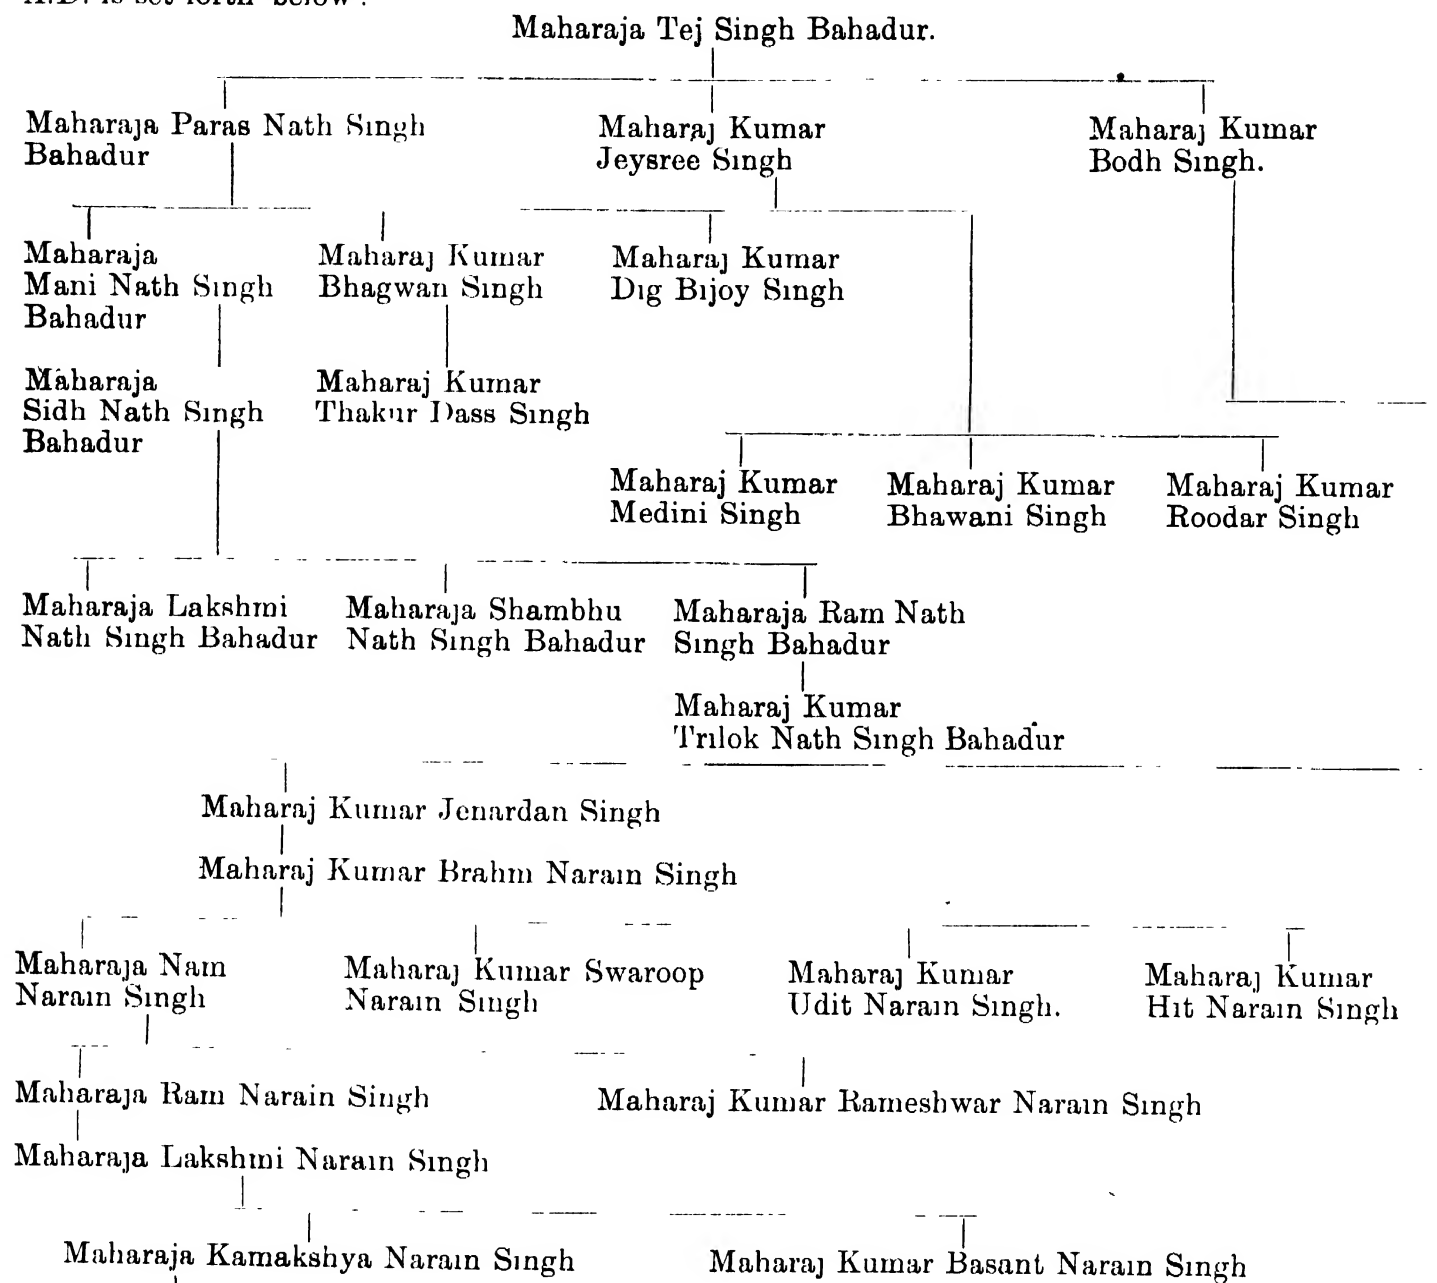 A.D. is set forth below :
Maharaja Tej Singh Bahadur.
Maharaja Paras Nath Singh
Bahadur
Maharaj Kumar
Jeysree Singh
Maharaj Kumar
Bodh Singh.
Maharaja
Mani Nath Singh
Bahadur
Maharaj Kumar
Bhagwan Singh
Maharaj Kumar
Dig Bijoy Singh
Maharaja
Sidh Nath Singh
Bahadur
Maharaj Kumar
Thakur Dass Singh
Maharaj Kumar
Medini Singh
Maharaj Kumar
Bhawani Singh
Maharaj Kumar
Roodar Singh
Maharaja Lakshmi
Nath Singh Bahadur
Maharaja Shambhu
Nath Singh Bahadur
Maharaja Ram Nath
Singh Bahadur
Maharaj Kumar
Trilok Nath Singh Bahadur
Maharaj Kumar Jenardan Singh
Maharaj Kumar Brahm Narain Singh
Maharaja Nam
Narain Singh
Maharaj Kumar Swaroop
Narain Singh
Maharaj Kumar
Udit Narain Singh.
Maharaj Kumar
Hit Narain Singh
Maharaja Ram Narain Singh
Maharaj Kumar Rameshwar Narain Singh
Maharaja Lakshmi Narain Singh
Maharaja Kamakshya Narain Singh
Maharaj Kumar Basant Narain Singh